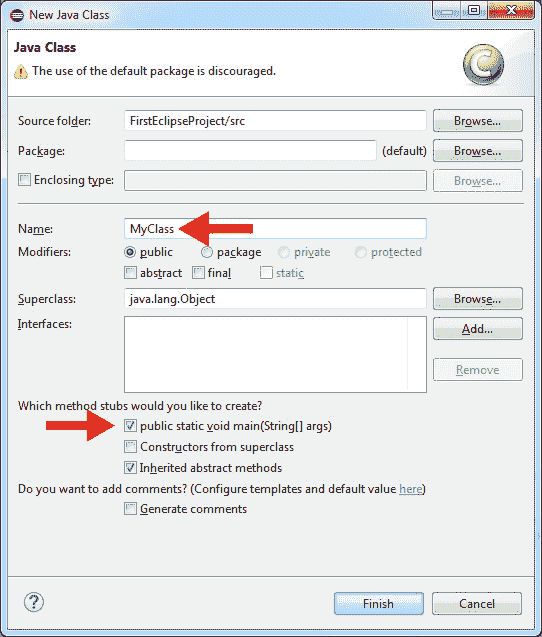 New Java Class
Java Class
The use of the default package is discouraged.
Source folder: FirstEclipseProject/src Browse...
Package: (default) Browse...
Enclosing type: Browse...
Name: MyClass
Modifiers: public package private protected
abstract final static
Superclass: java.lang.Object Browse...
Interfaces: Add...
Remove
Which method stubs would you like to create?
public static void main(String[] args)
Constructors from superclass
Inherited abstract methods
Do you want to add comments? (Configure templates and default value here)
Generate comments
? Finish Cancel